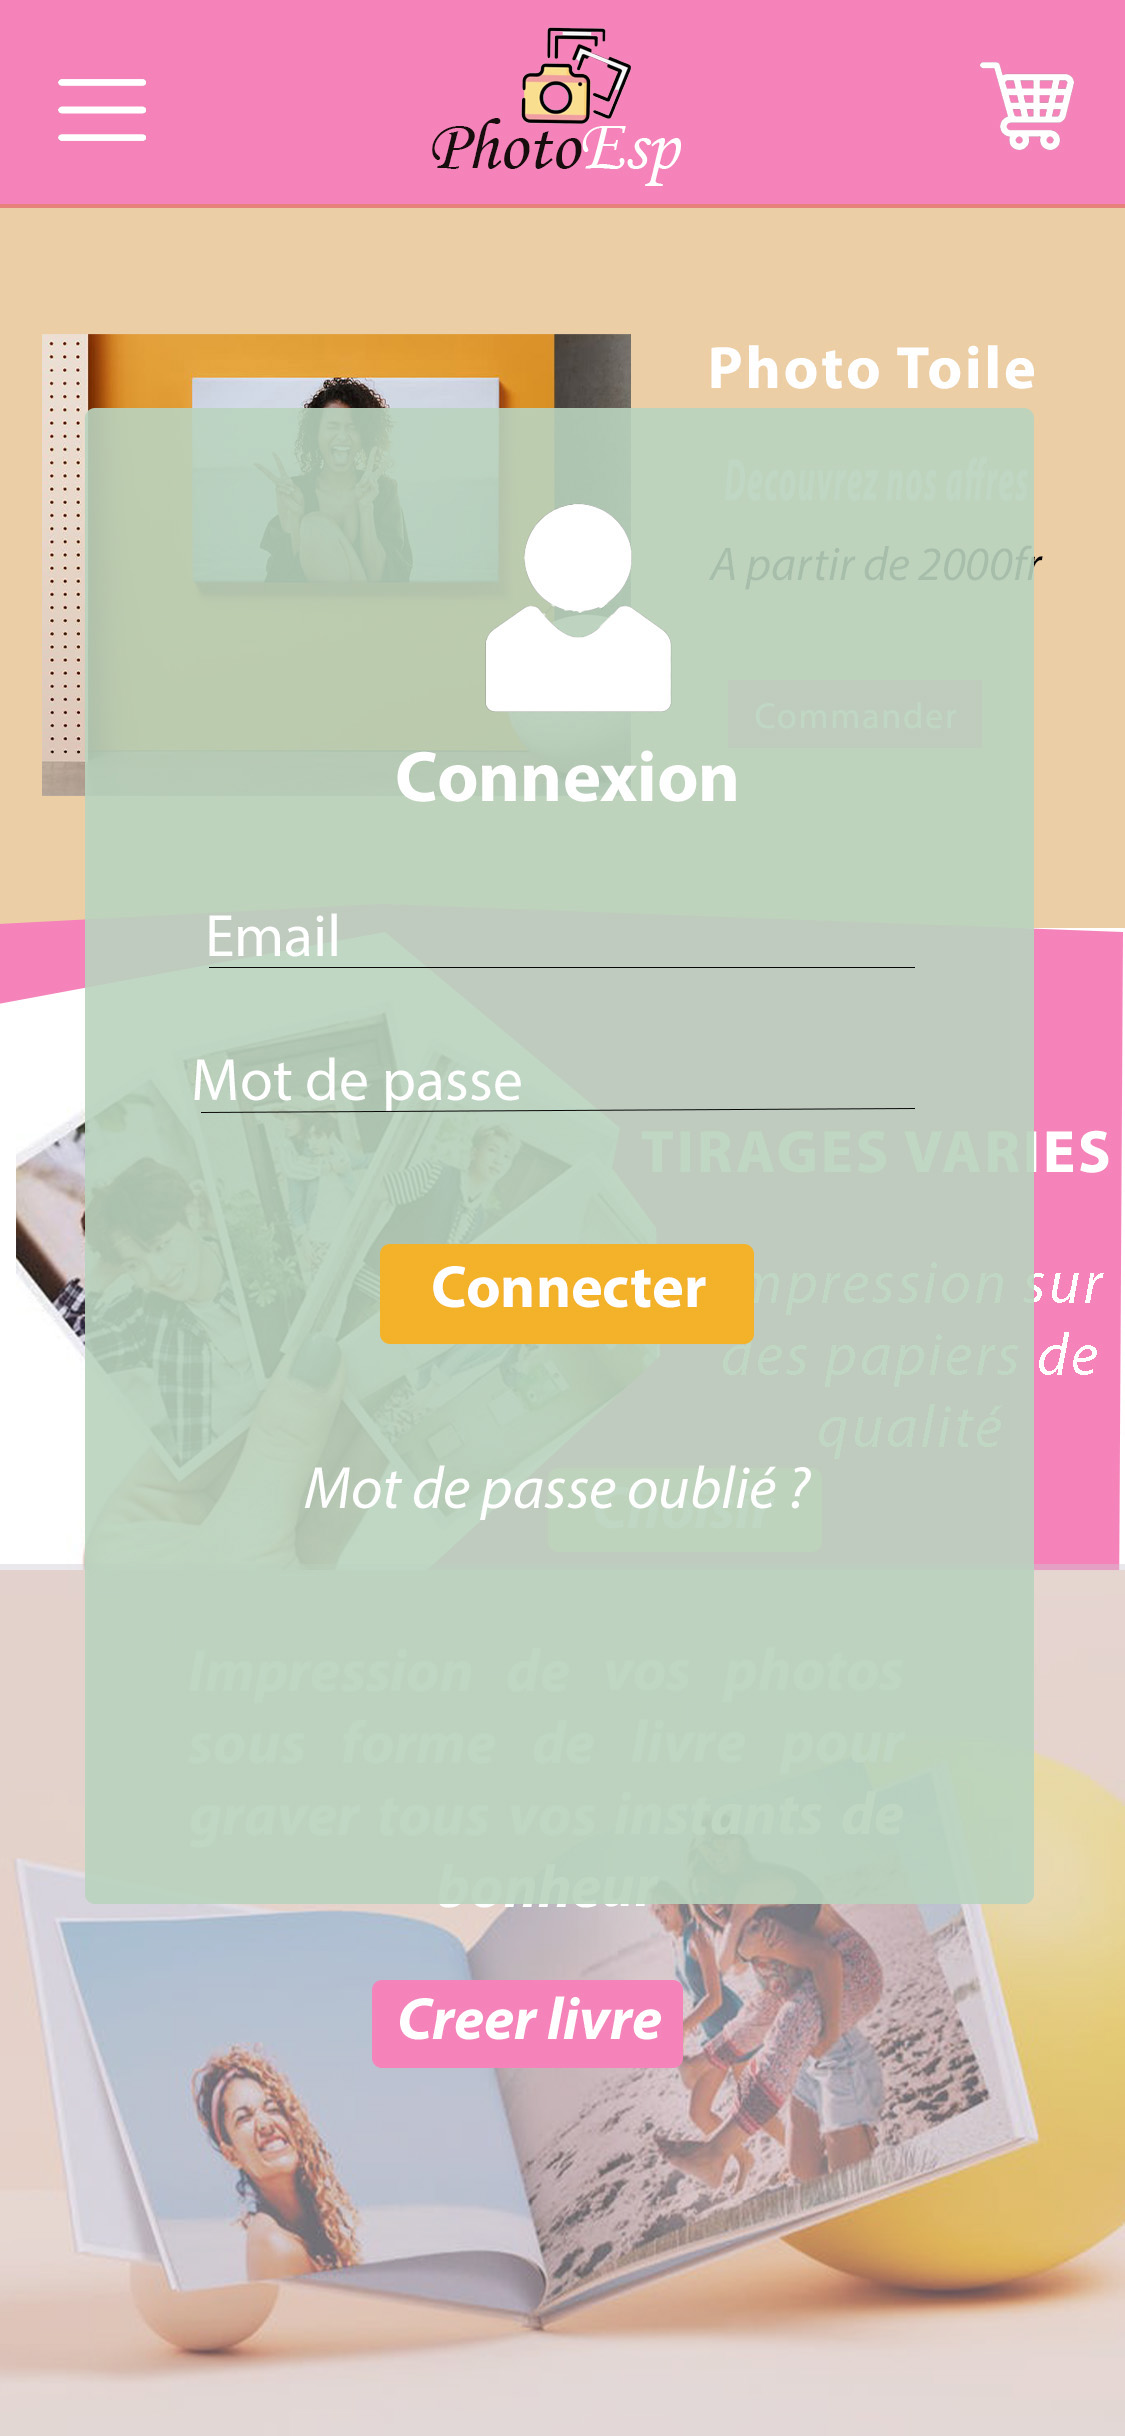 PhotoEsp
Photo Toile
Decouvrez nos affres
A partir de 2000fr
Commander
Connexion
Email
Mot de passe
TIRAGES VARIES
Connecter
mpression sur
des papiers de
qualité
Mot de passe oublié ?
Choisir
Impression de vos photos
sous forme de livre pour
graver tous vos instants de
bonheur
Creer livre